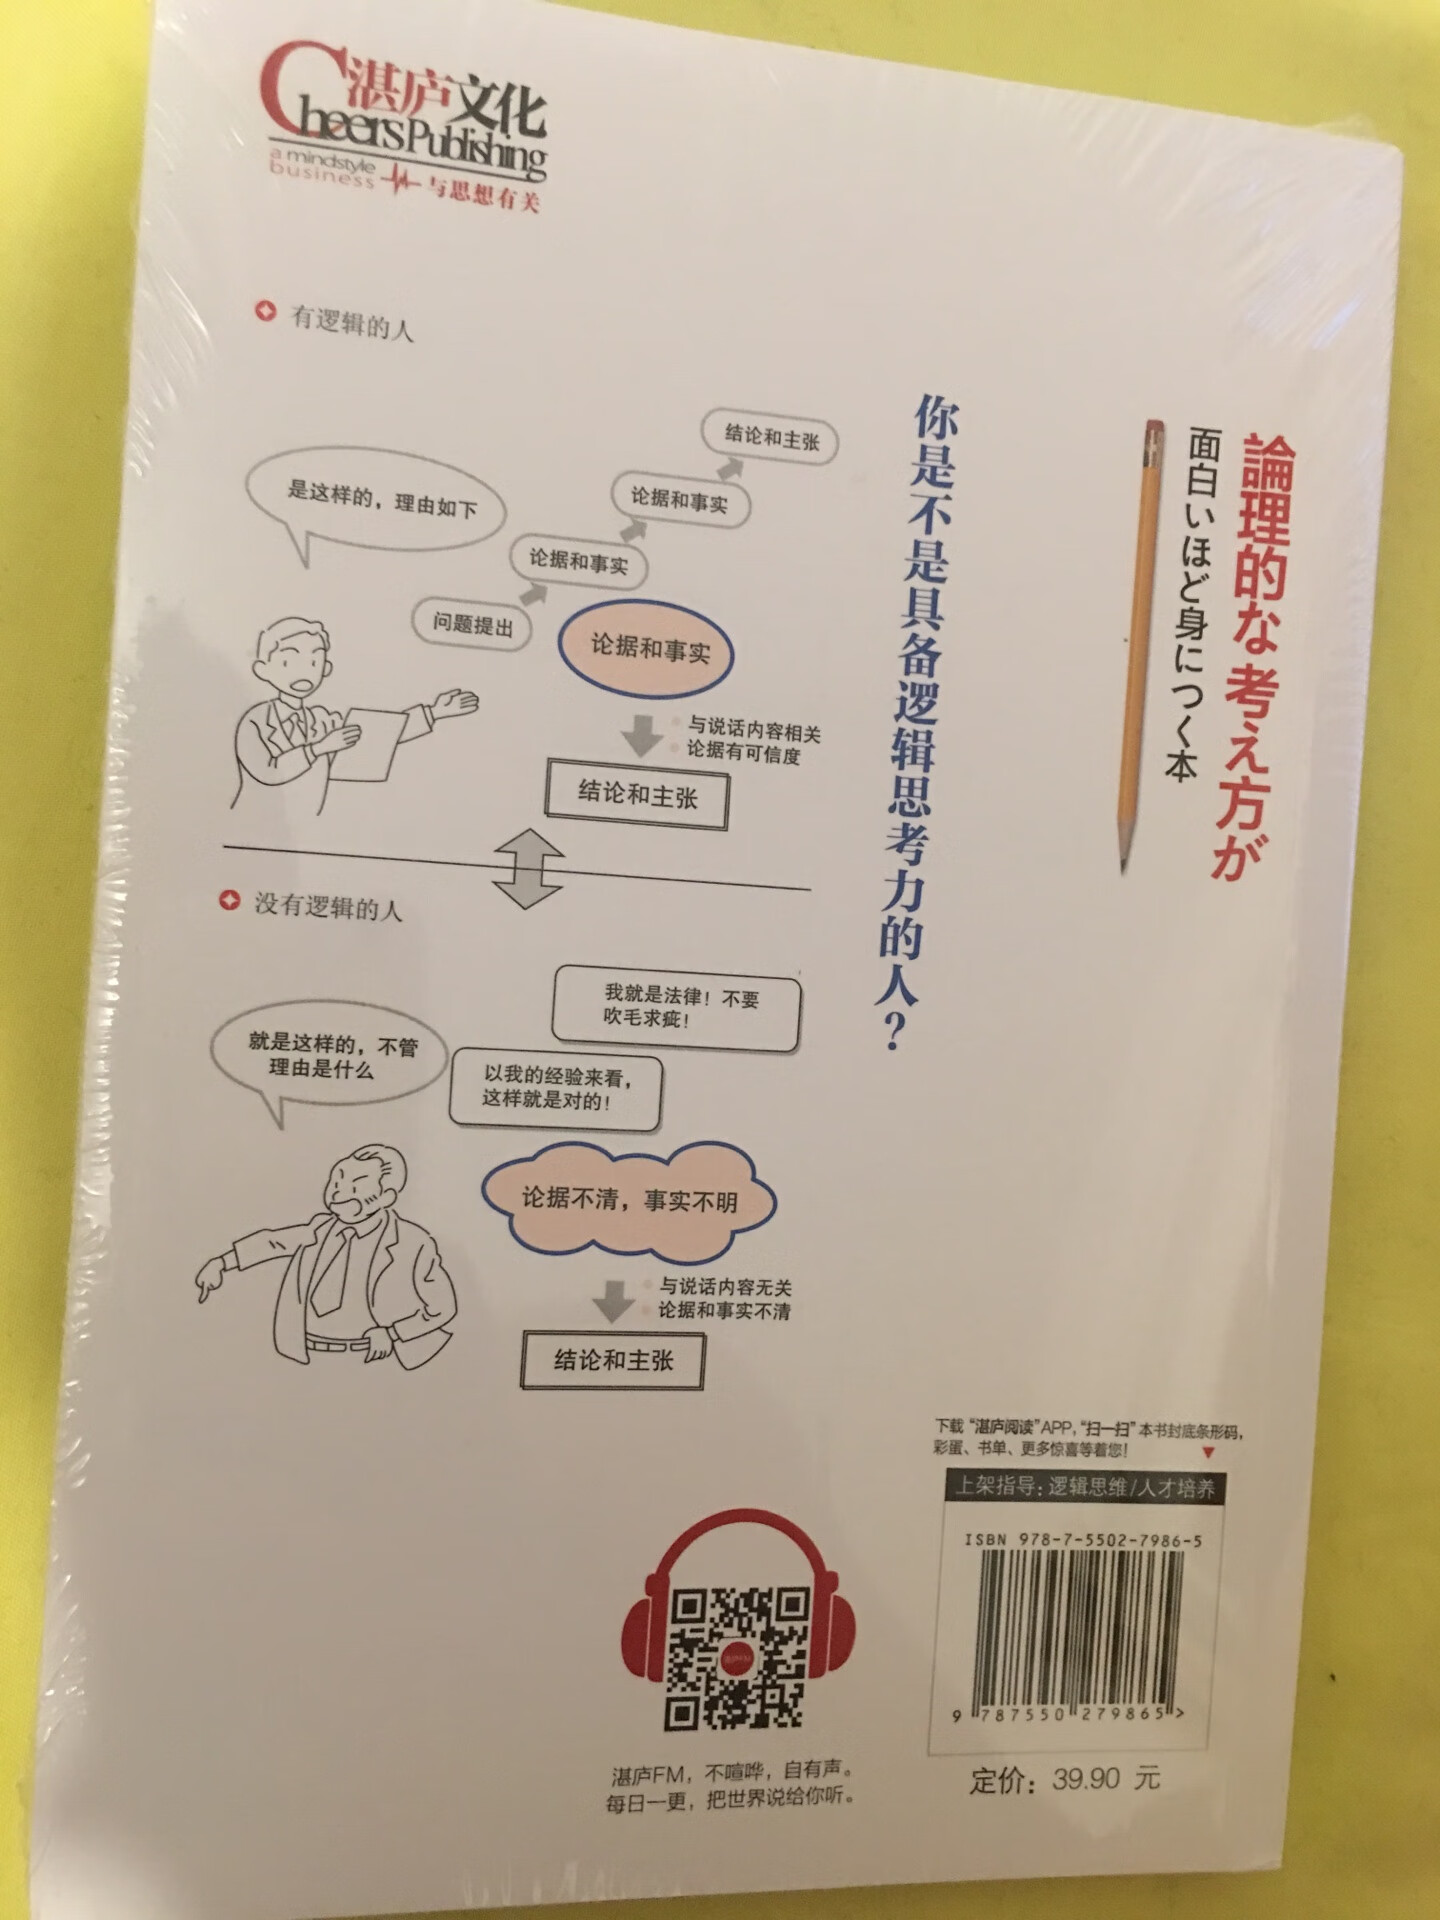 湛庐文化
CheersPublishing
a mindstyle
business
与思想有关
論理的な考え方が
面白いほど身につく本
你是不是具备逻辑思考力的人？
有逻辑的人
是这样的，理由如下
结论和主张
论据和事实
论据和事实
问题提出
论据和事实
与说话内容相关
论据有可信度
结论和主张
没有逻辑的人
我就是法律！不要
吹毛求疵！
就是这样的，不管
理由是什么
以我的经验来看，
这样就是对的！
论据不清，事实不明
与说话内容无关
论据和事实不清
结论和主张
下载“湛庐阅读”APP，“扫一扫”本书封底条形码，
彩蛋、书单、更多惊喜等着您！
上架指导：逻辑思维/人才培养
ISBN 978-7-5502-7986-5
9 787550 279865 >
定价：39.90 元
湛庐FM，不喧哗，自有声。
每日一更，把世界说给你听。